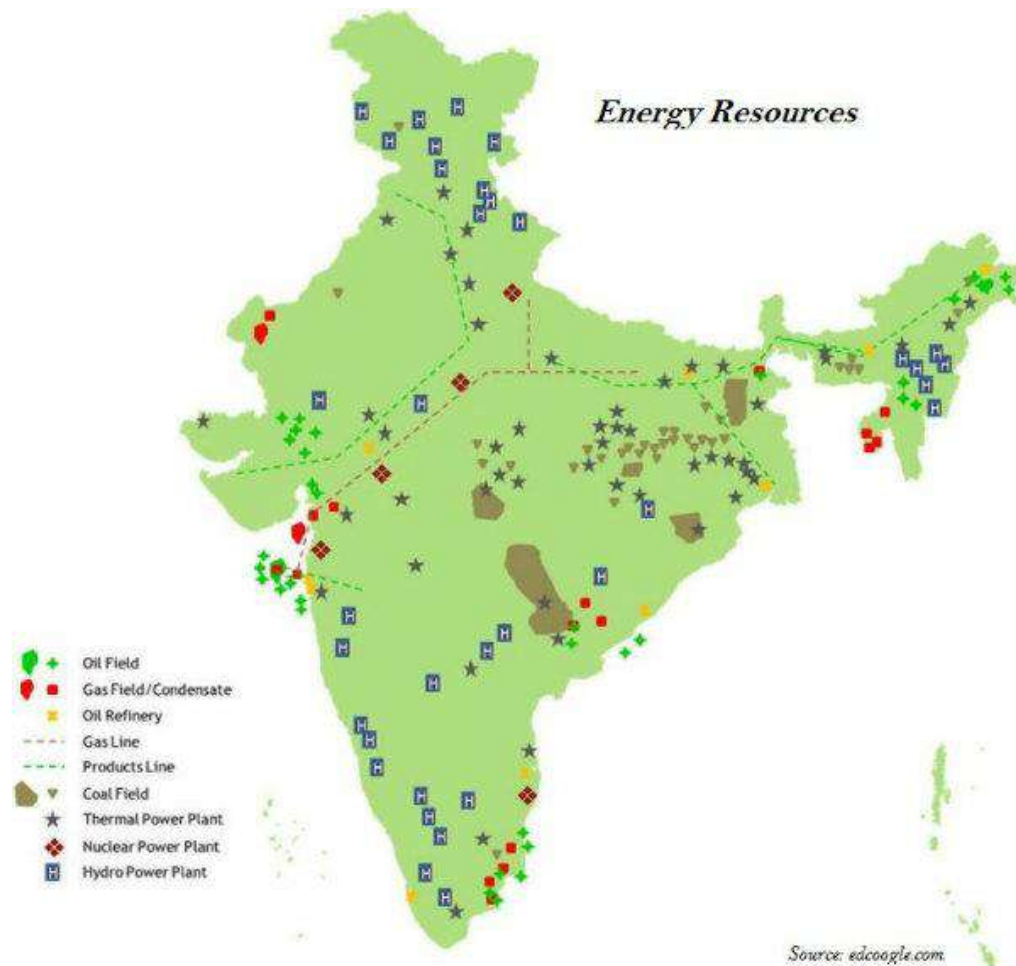 Energy Resources
Oil Field
Gas Field/Condensate
Oil Refinery
Gas Line
Products Line
Coal Field
Thermal Power Plant
Nuclear Power Plant
H Hydro Power Plant
Source: edcoogle.com